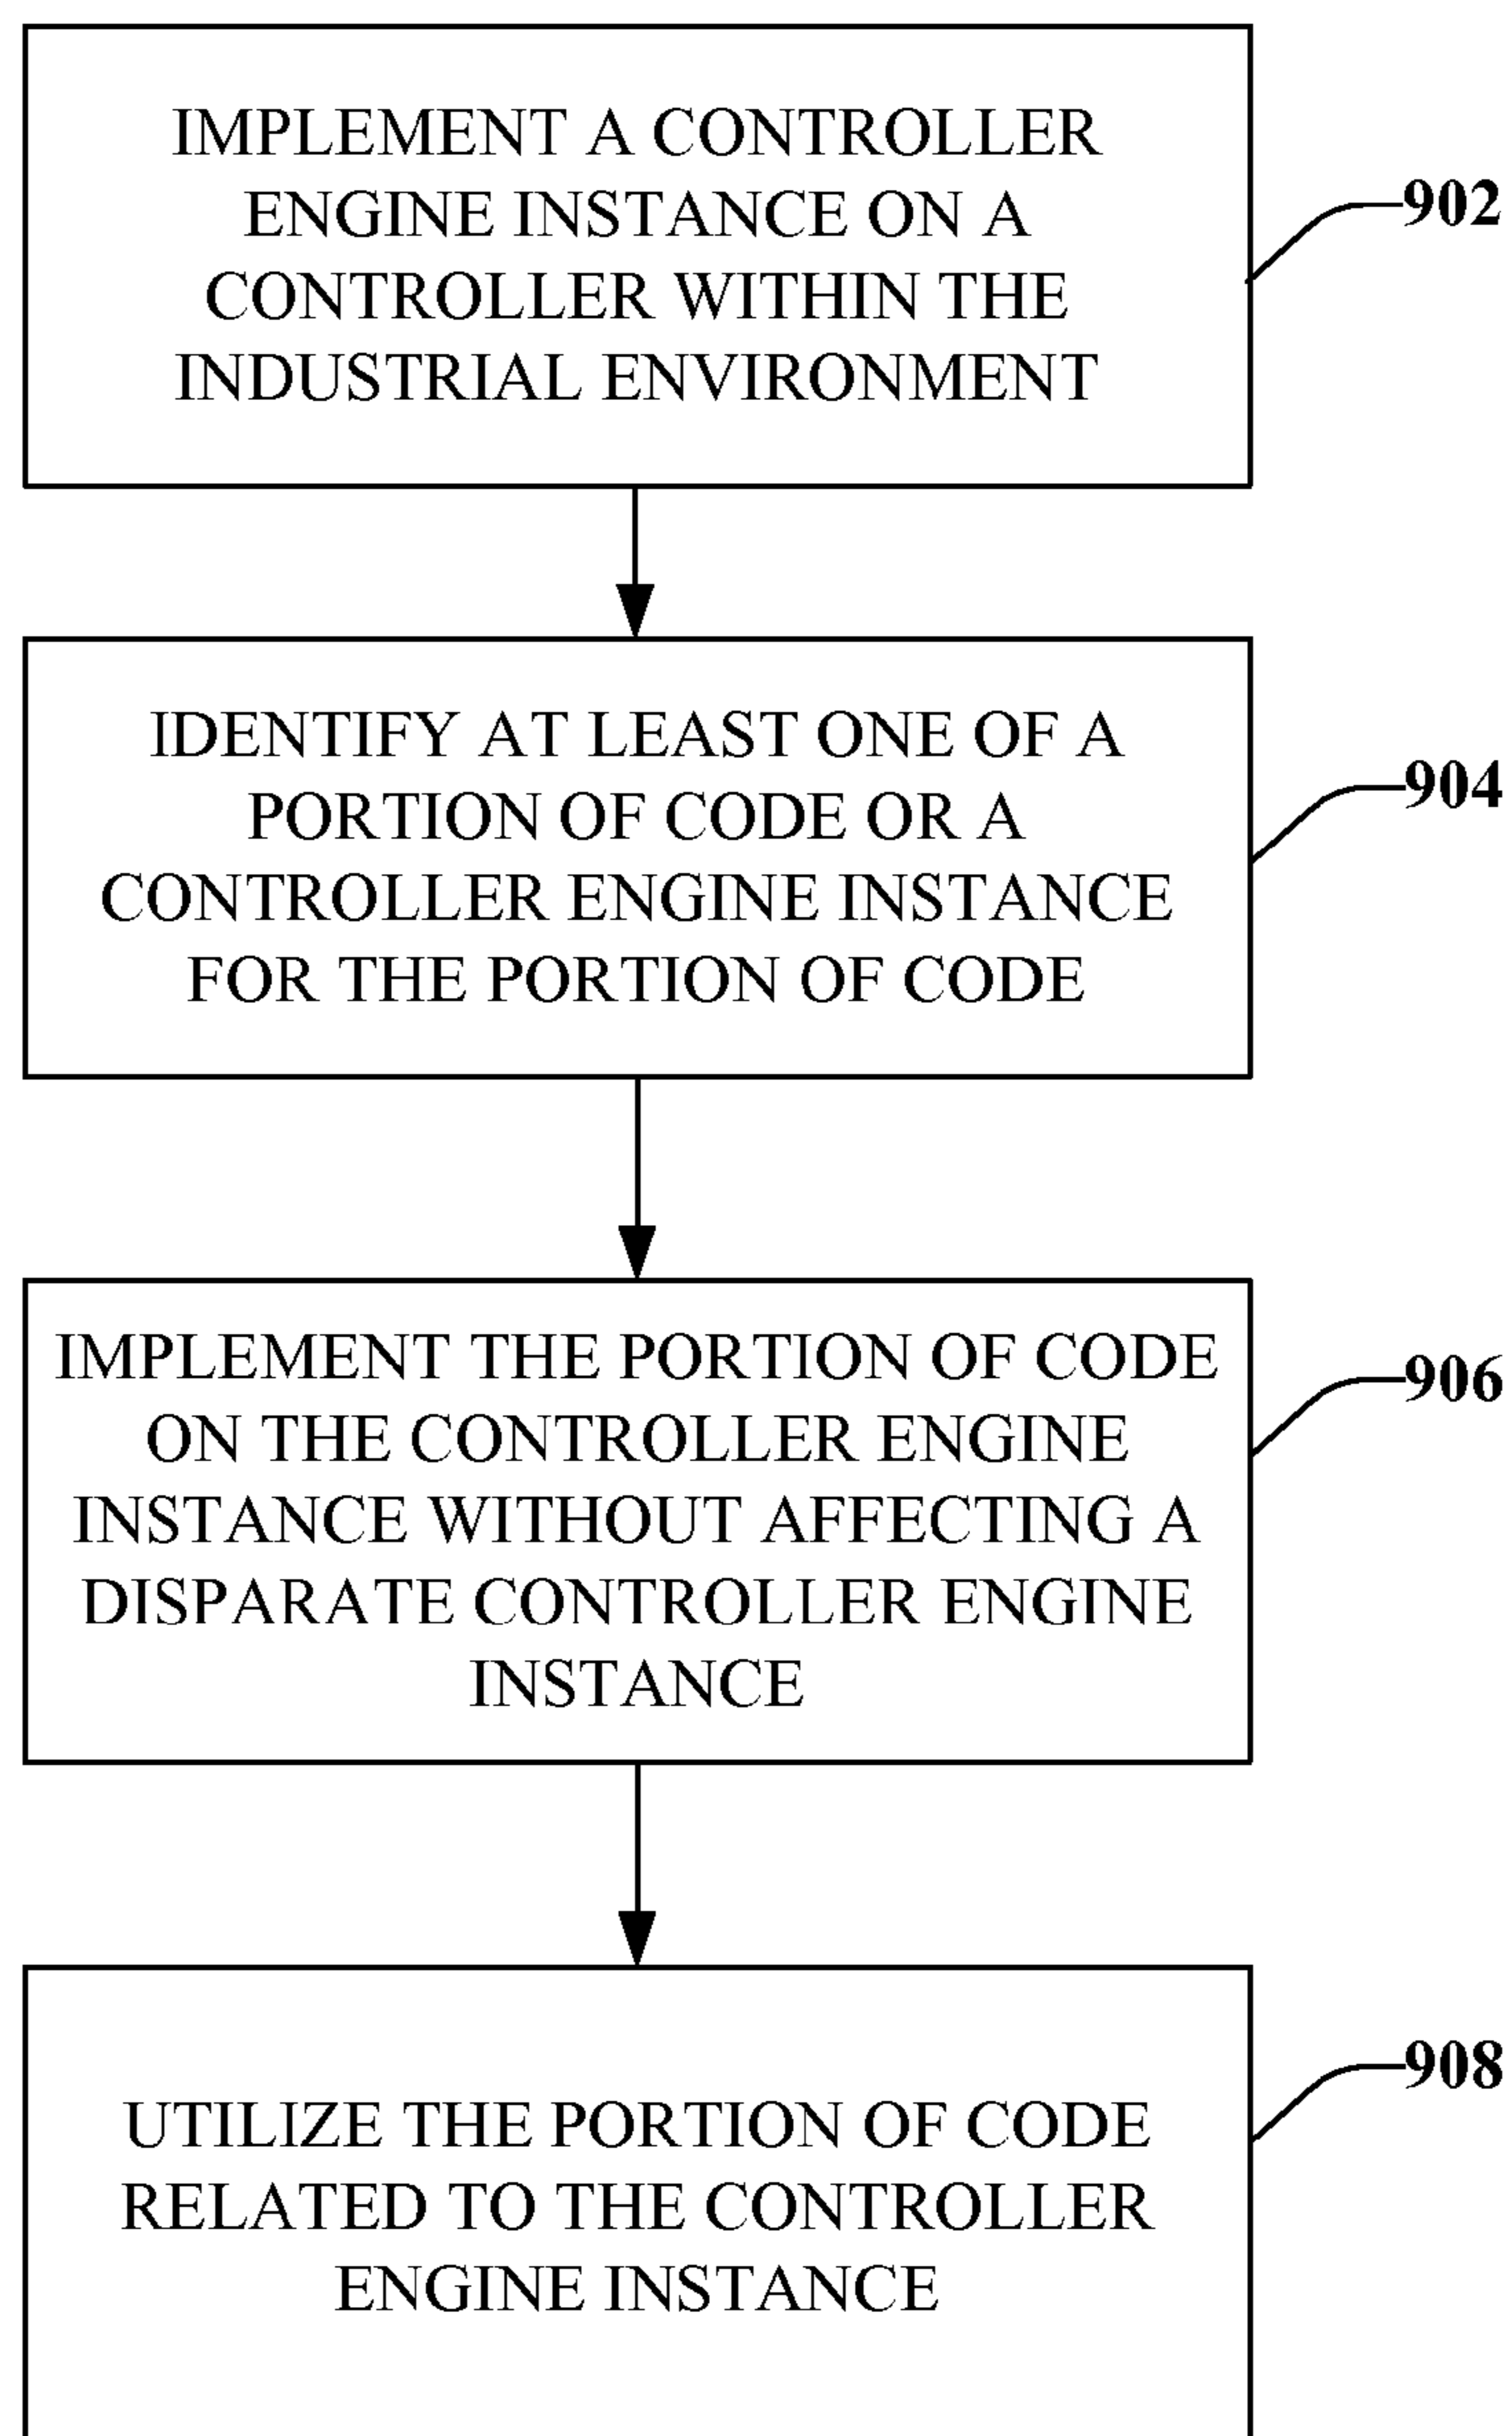 IMPLEMENT A CONTROLLER
ENGINE INSTANCE ON A
CONTROLLER WITHIN THE
INDUSTRIAL ENVIRONMENT
902
IDENTIFY AT LEAST ONE OF A
PORTION OF CODE OR A
CONTROLLER ENGINE INSTANCE
FOR THE PORTION OF CODE
904
IMPLEMENT THE PORTION OF CODE
ON THE CONTROLLER ENGINE
INSTANCE WITHOUT AFFECTING A
DISPARATE CONTROLLER ENGINE
INSTANCE
906
UTILIZE THE PORTION OF CODE
RELATED TO THE CONTROLLER
ENGINE INSTANCE
908